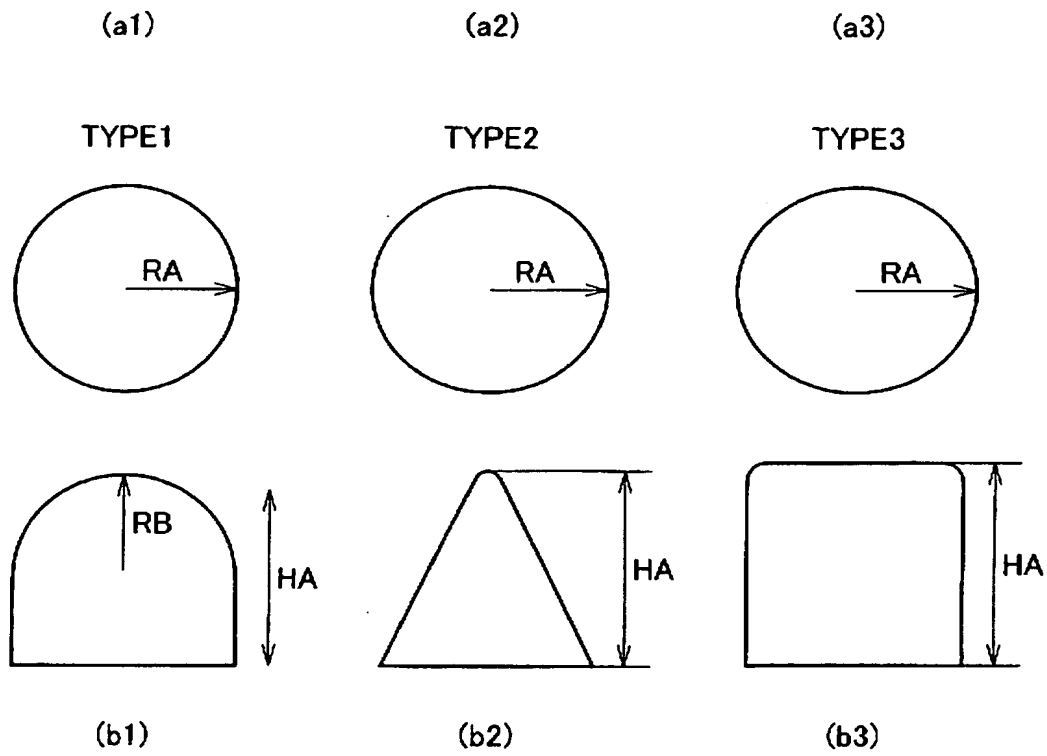 (a1) (a2) (a3)
TYPE1 TYPE2 TYPE3
RA RA RA
RB HA HA HA
(b1) (b2) (b3)